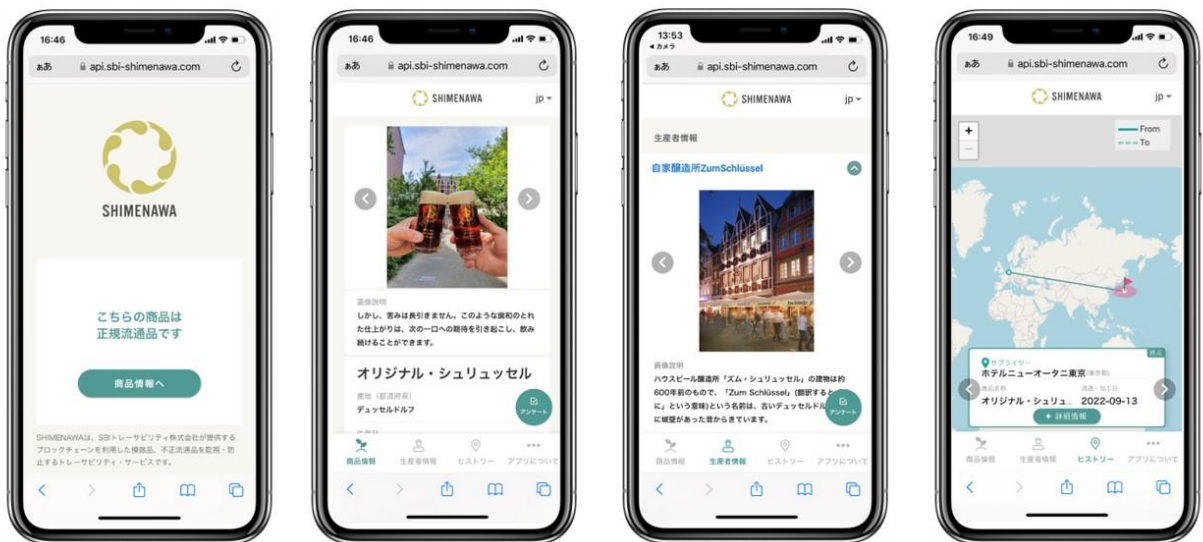 16:46
ぁあ api.sbi-shimenawa.com
SHIMENAWA
こちらの商品は
正規流通品です
商品情報へ
SHIMENAWAは、SBIトレーサビリティ株式会社が提供する
ブロックチェーンを利用した模倣品、不正流通品を監視・防
止するトレーサビリティ・サービスです。
16:46
ぁあ api.sbi-shimenawa.com
SHIMENAWA jp
画像説明
しかし、苦みは長引きません。このような調和のとれ
た仕上がりは、次の一口への期待を引き起こし、飲み
続けることができます。
オリジナル・シュリュッセル
産地（都道府県）
デュッセルドルフ
アンケート
商品情報 生産者情報 ヒストリー アプリについて
13:53
カメラ
ぁあ api.sbi-shimenawa.com
SHIMENAWA jp
生産者情報
自家醸造所ZumSchlüssel
画像説明
ハウスビール醸造所「ズム・シュリュッセル」の建物は約
600年前のもので、「Zum Schlüssel」(翻訳すると
に」という意味)という名前は、古いデュッセルドル
に城壁があった昔からきています。
アンケート
商品情報 生産者情報 ヒストリー アプリについて
16:49
ぁあ api.sbi-shimenawa.com
SHIMENAWA jp
+
−
From
To
終点
サプライヤー
ホテルニューオータニ東京(東京都)
商品名称 流通・加工日
オリジナル・シュリュ... 2022-09-13
+ 詳細情報
商品情報 生産者情報 ヒストリー アプリについて